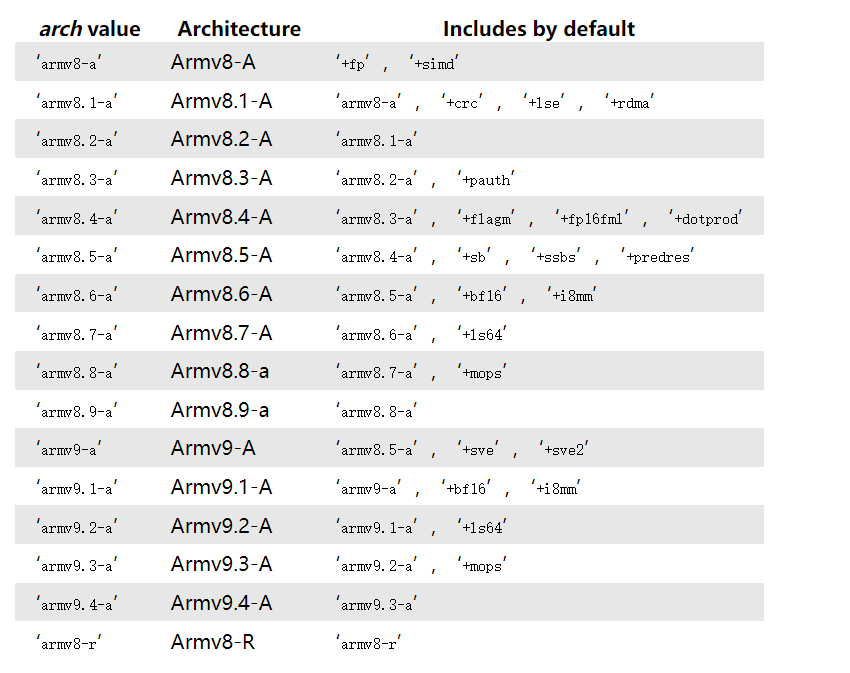 arch value Architecture Includes by default
‘armv8-a’ Armv8-A ‘+fp’ , ‘+simd’
‘armv8.1-a’ Armv8.1-A ‘armv8-a’ , ‘+crc’ , ‘+lse’ , ‘+rdma’
‘armv8.2-a’ Armv8.2-A ‘armv8.1-a’
‘armv8.3-a’ Armv8.3-A ‘armv8.2-a’ , ‘+pauth’
‘armv8.4-a’ Armv8.4-A ‘armv8.3-a’ , ‘+flagm’ , ‘+fp16fml’ , ‘+dotprod’
‘armv8.5-a’ Armv8.5-A ‘armv8.4-a’ , ‘+sb’ , ‘+ssbs’ , ‘+predres’
‘armv8.6-a’ Armv8.6-A ‘armv8.5-a’ , ‘+bf16’ , ‘+i8mm’
‘armv8.7-a’ Armv8.7-A ‘armv8.6-a’ , ‘+ls64’
‘armv8.8-a’ Armv8.8-a ‘armv8.7-a’ , ‘+mops’
‘armv8.9-a’ Armv8.9-a ‘armv8.8-a’
‘armv9-a’ Armv9-A ‘armv8.5-a’ , ‘+sve’ , ‘+sve2’
‘armv9.1-a’ Armv9.1-A ‘armv9-a’ , ‘+bf16’ , ‘+i8mm’
‘armv9.2-a’ Armv9.2-A ‘armv9.1-a’ , ‘+ls64’
‘armv9.3-a’ Armv9.3-A ‘armv9.2-a’ , ‘+mops’
‘armv9.4-a’ Armv9.4-A ‘armv9.3-a’
‘armv8-r’ Armv8-R ‘armv8-r’